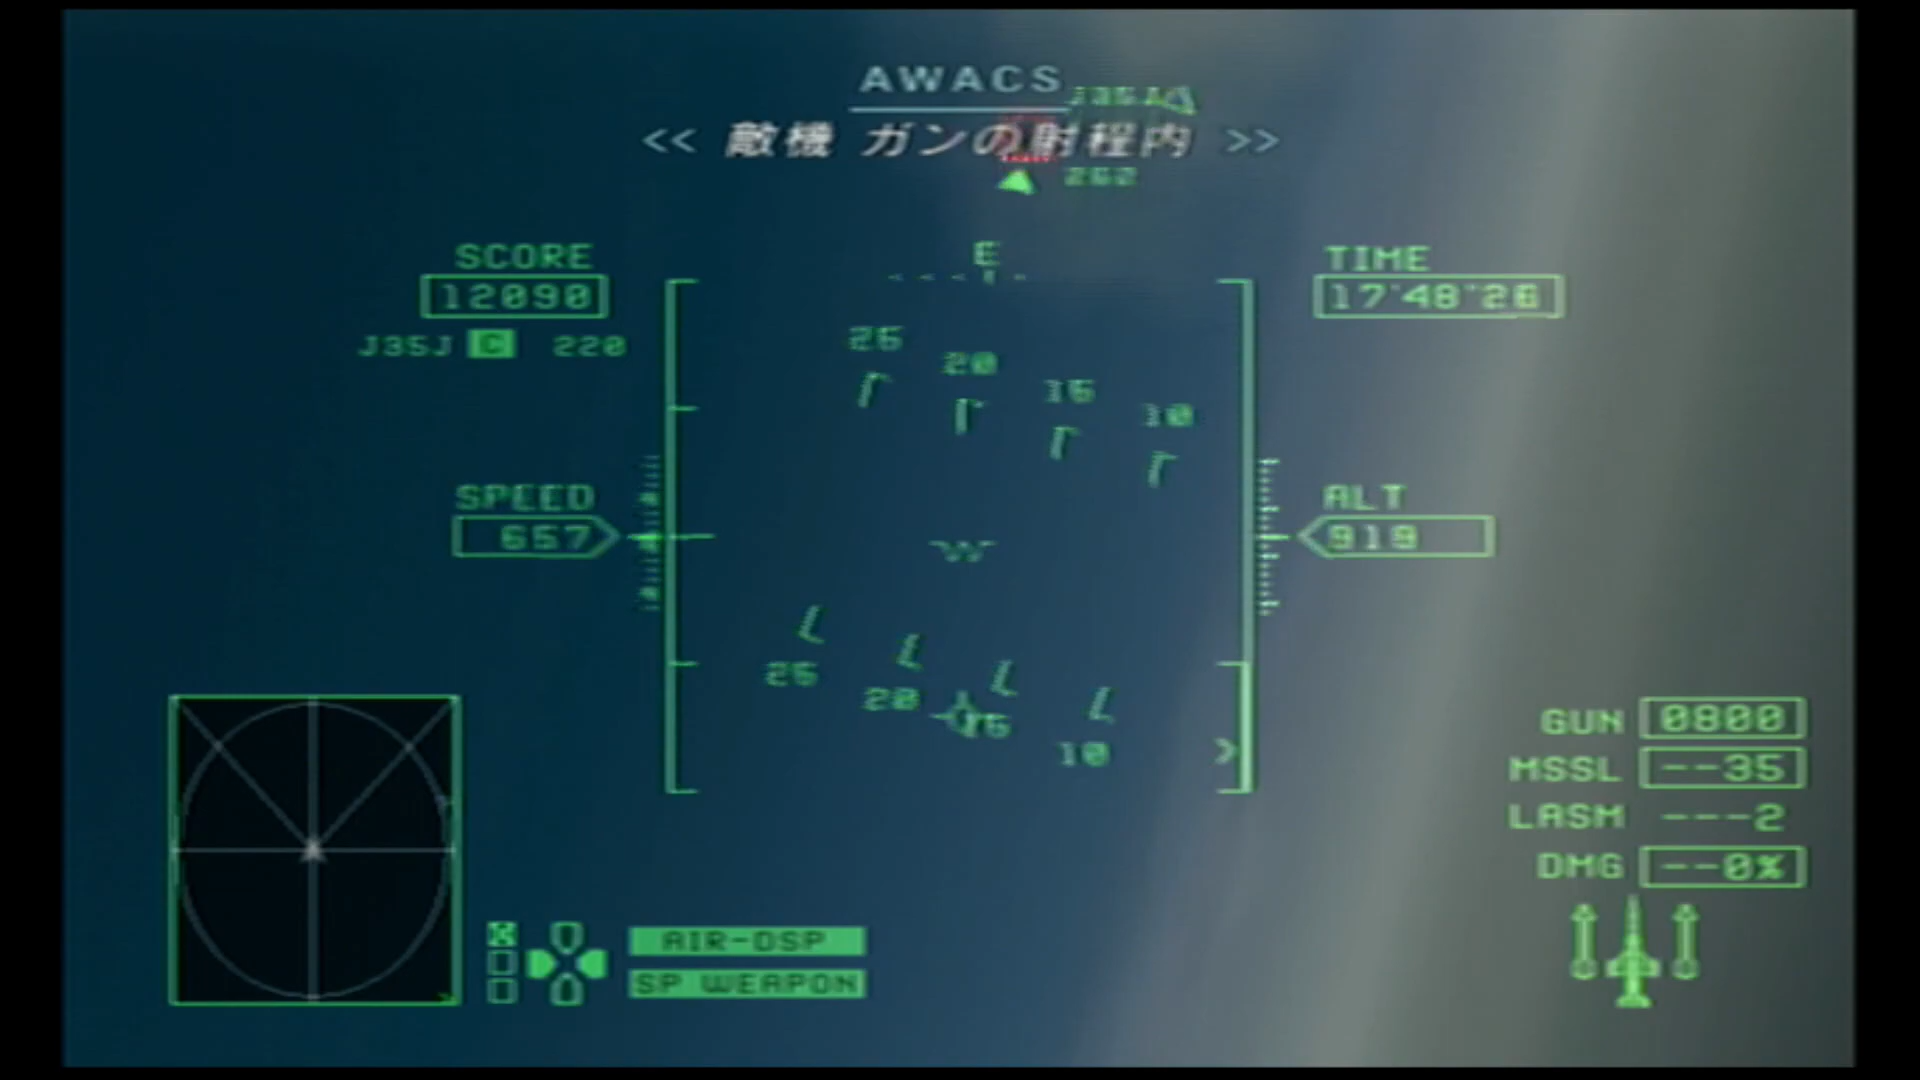 AWACS
J35J
<< 敵機 ガンの射程内 >>
262
E
SCORE
12090
TIME
17'48"26
J35J C 220
25 20 15 10
SPEED
657
ALT
919
25 20 15 10
GUN 0800
MSSL --35
LASM ---2
DMG --0%
AIR-DSP
SP WEAPON